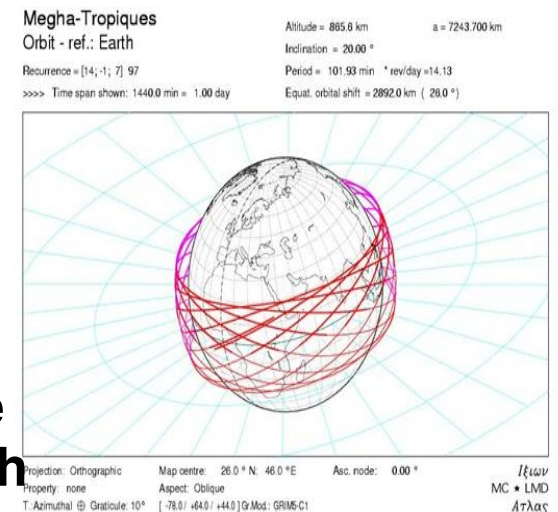 Megha-Tropiques
Orbit - ref.: Earth
Recurrence = [14; -1; 7] 97
>>>> Time span shown: 1440.0 min = 1.00 day
Altitude = 865.6 km a = 7243.700 km
Inclination = 20.00 °
Period = 101.93 min * rev/day =14.13
Equat. orbital shift = 2892.0 km ( 26.0 °)
e
h
Projection: Orthographic Map centre: 26.0 ° N; 46.0 °E Asc. node: 0.00 °
Property: none Aspect: Oblique
T.:Azimuthal ⊕ Graticule: 10° [ -78.0 / +64.0 / +44.0 ] Gr.Mod.: GRIM5-C1
Ιξιων
MC ★ LMD
Ατλας